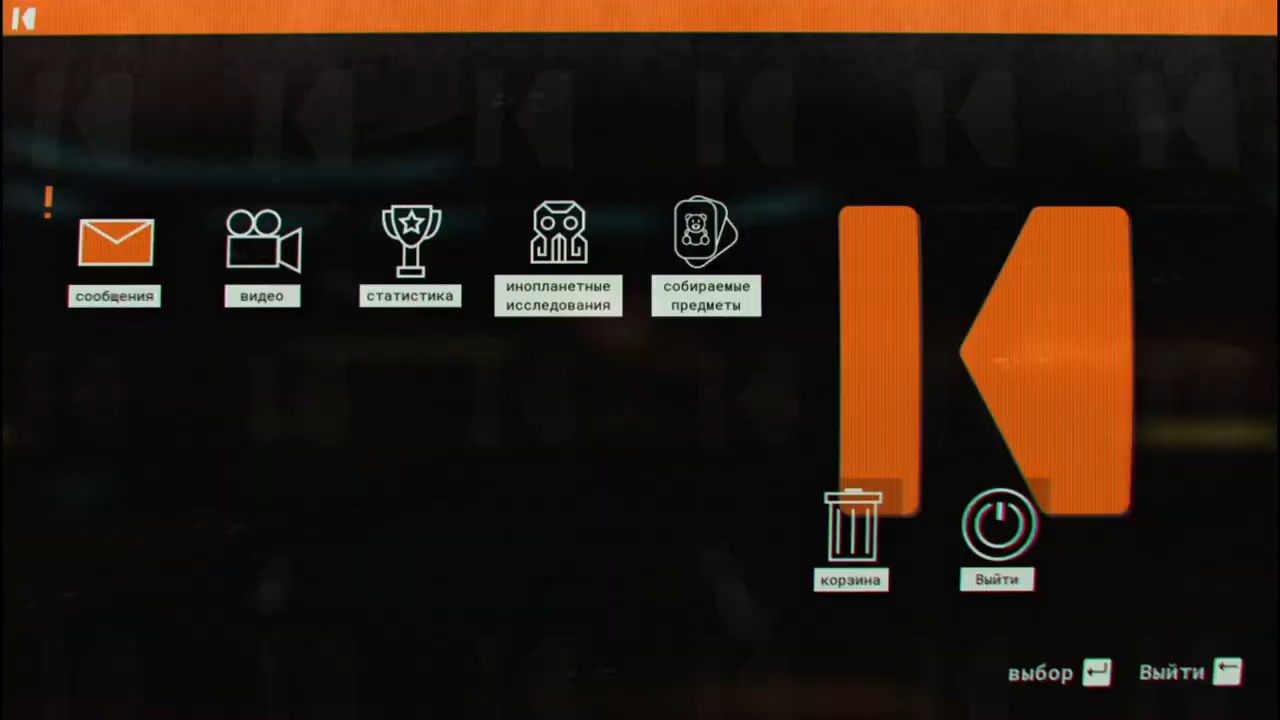 !
сообщения
видео
статистика
инопланетные
исследования
собираемые
предметы
корзина
Выйти
выбор
Выйти